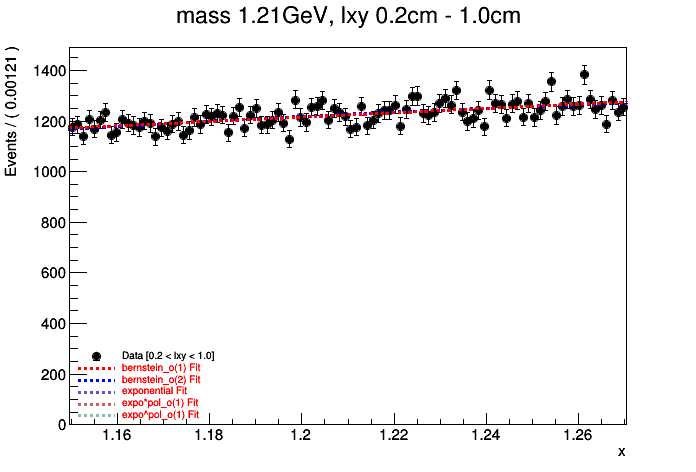 mass 1.21GeV, lxy 0.2cm - 1.0cm
Events / ( 0.00121 )
1400
1200
1000
800
600
400
200
0
Data [0.2 < lxy < 1.0]
bernstein_o(1) Fit
bernstein_o(2) Fit
exponential Fit
expo*pol_o(1) Fit
expo^pol_o(1) Fit
1.16 1.18 1.2 1.22 1.24 1.26
x